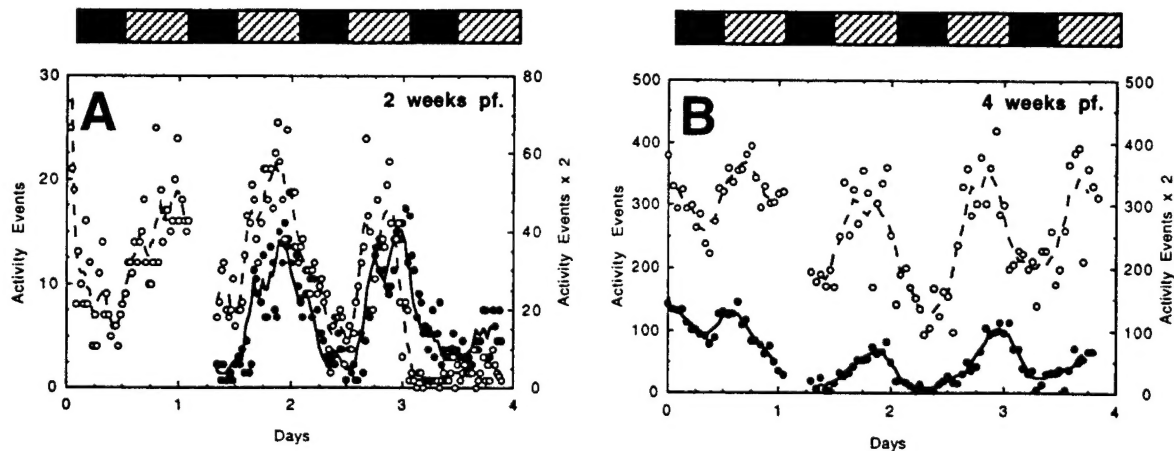 A
2 weeks pf.
30
20
10
0
Activity Events
80
60
40
20
0
Activity Events x 2
0 1 2 3 4
Days
B
4 weeks pf.
500
400
300
200
100
0
Activity Events
500
400
300
200
100
0
Activity Events x 2
0 1 2 3 4
Days